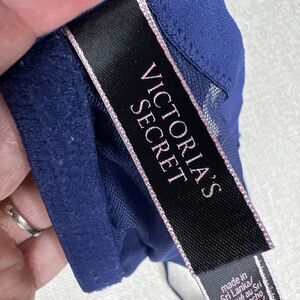 VICTORIA'S
SECRET
made in
Sri Lanka/